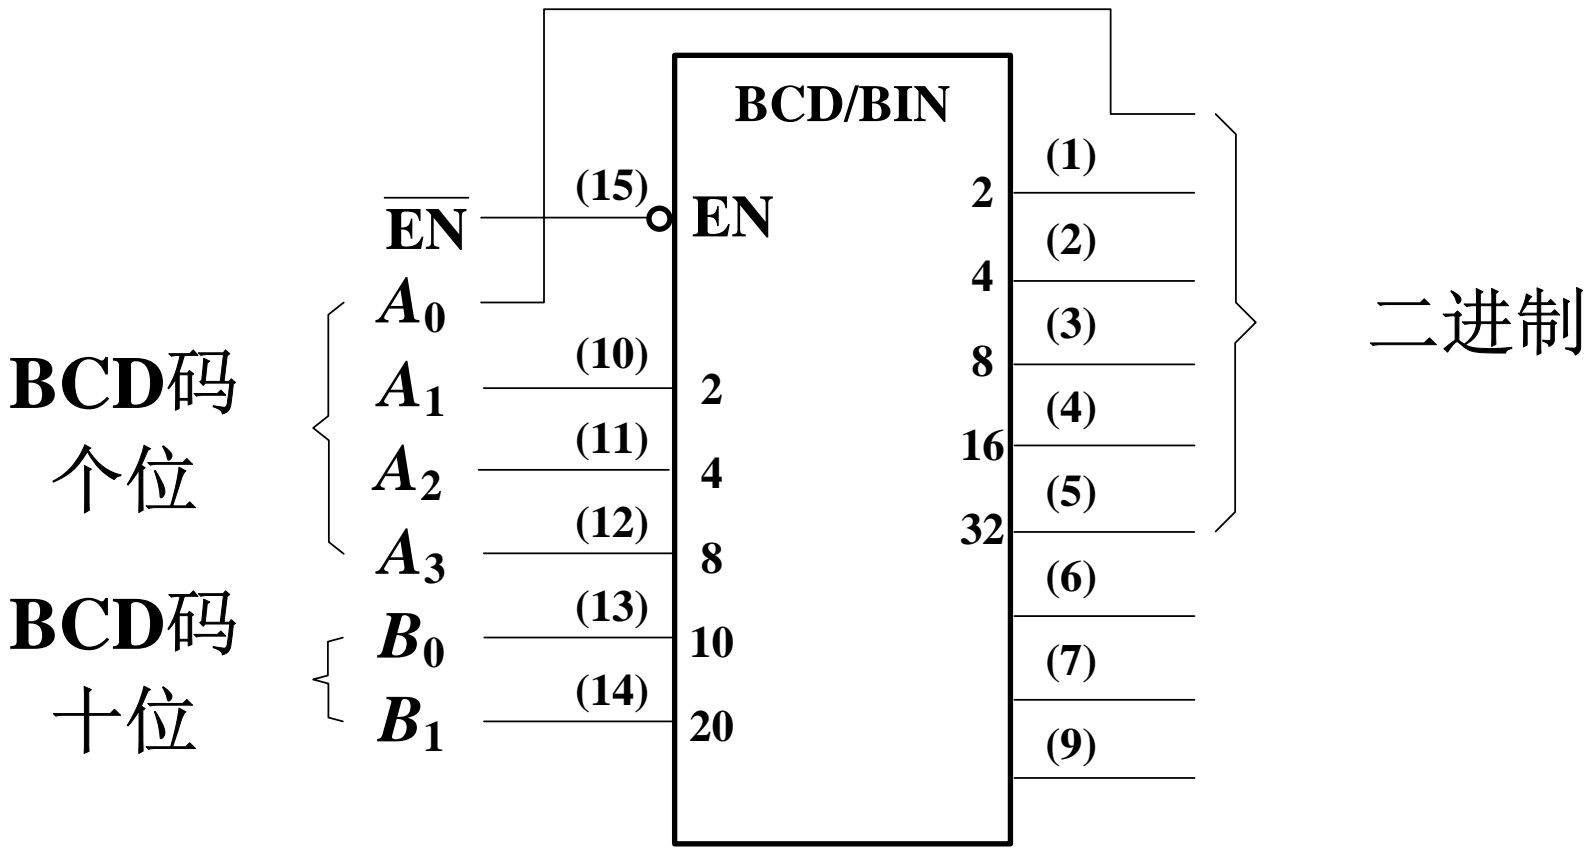 BCD/BIN
(1)
(15)
2
EN
EN
(2)
4
A0
(3)
二进制
8
BCD码
个位
(10)
A1
2
(4)
16
(11)
A2
4
(5)
32
(12)
A3
8
(6)
BCD码
十位
(13)
B0
10
(7)
(14)
B1
20
(9)